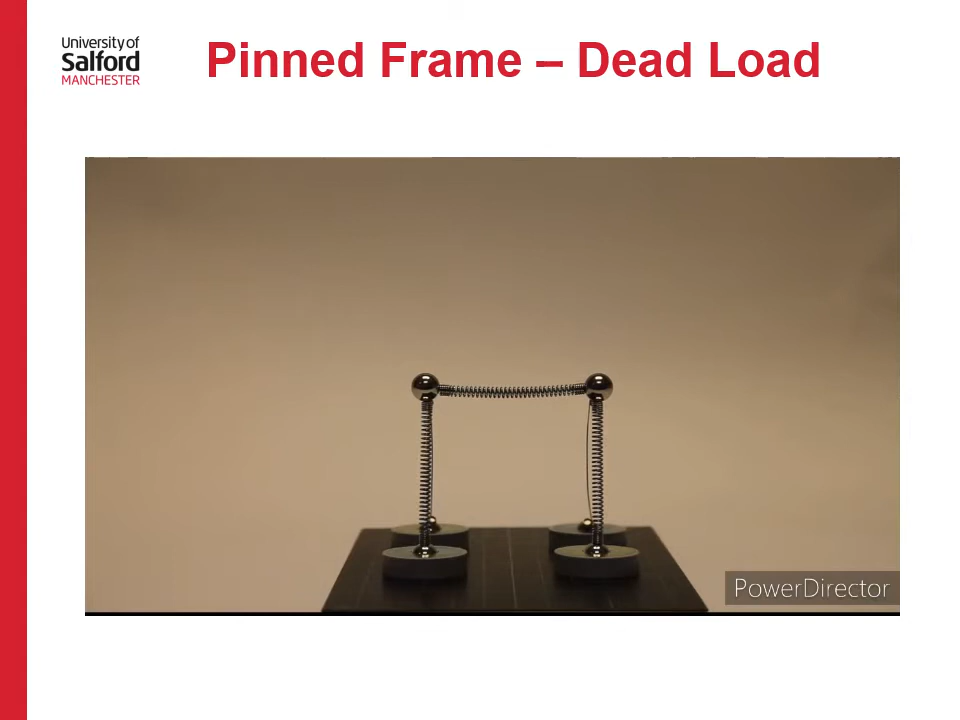 University of
Salford
MANCHESTER
Pinned Frame – Dead Load
PowerDirector